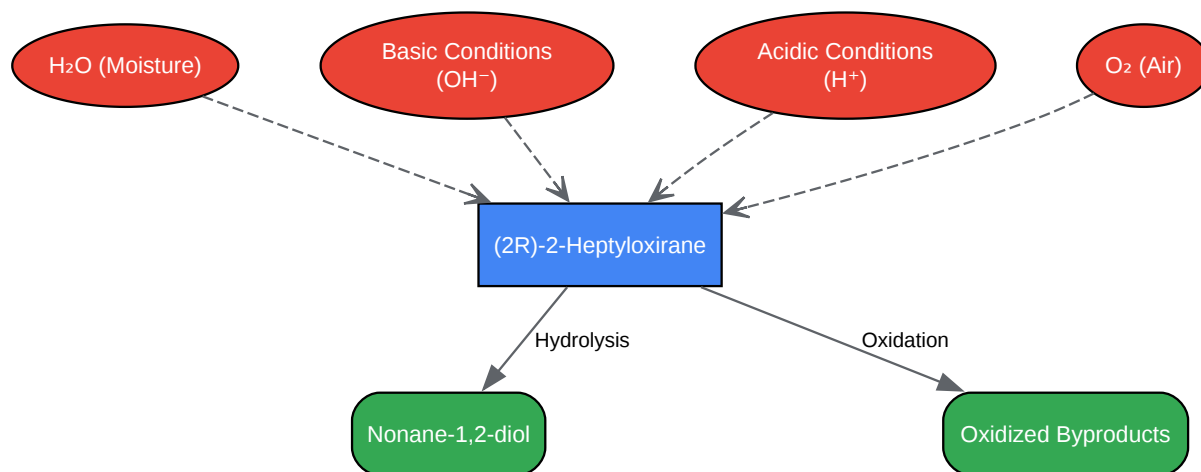 H₂O (Moisture)
Basic Conditions
(OH⁻)
Acidic Conditions
(H⁺)
O₂ (Air)
(2R)-2-Heptyloxirane
Hydrolysis
Oxidation
Nonane-1,2-diol
Oxidized Byproducts